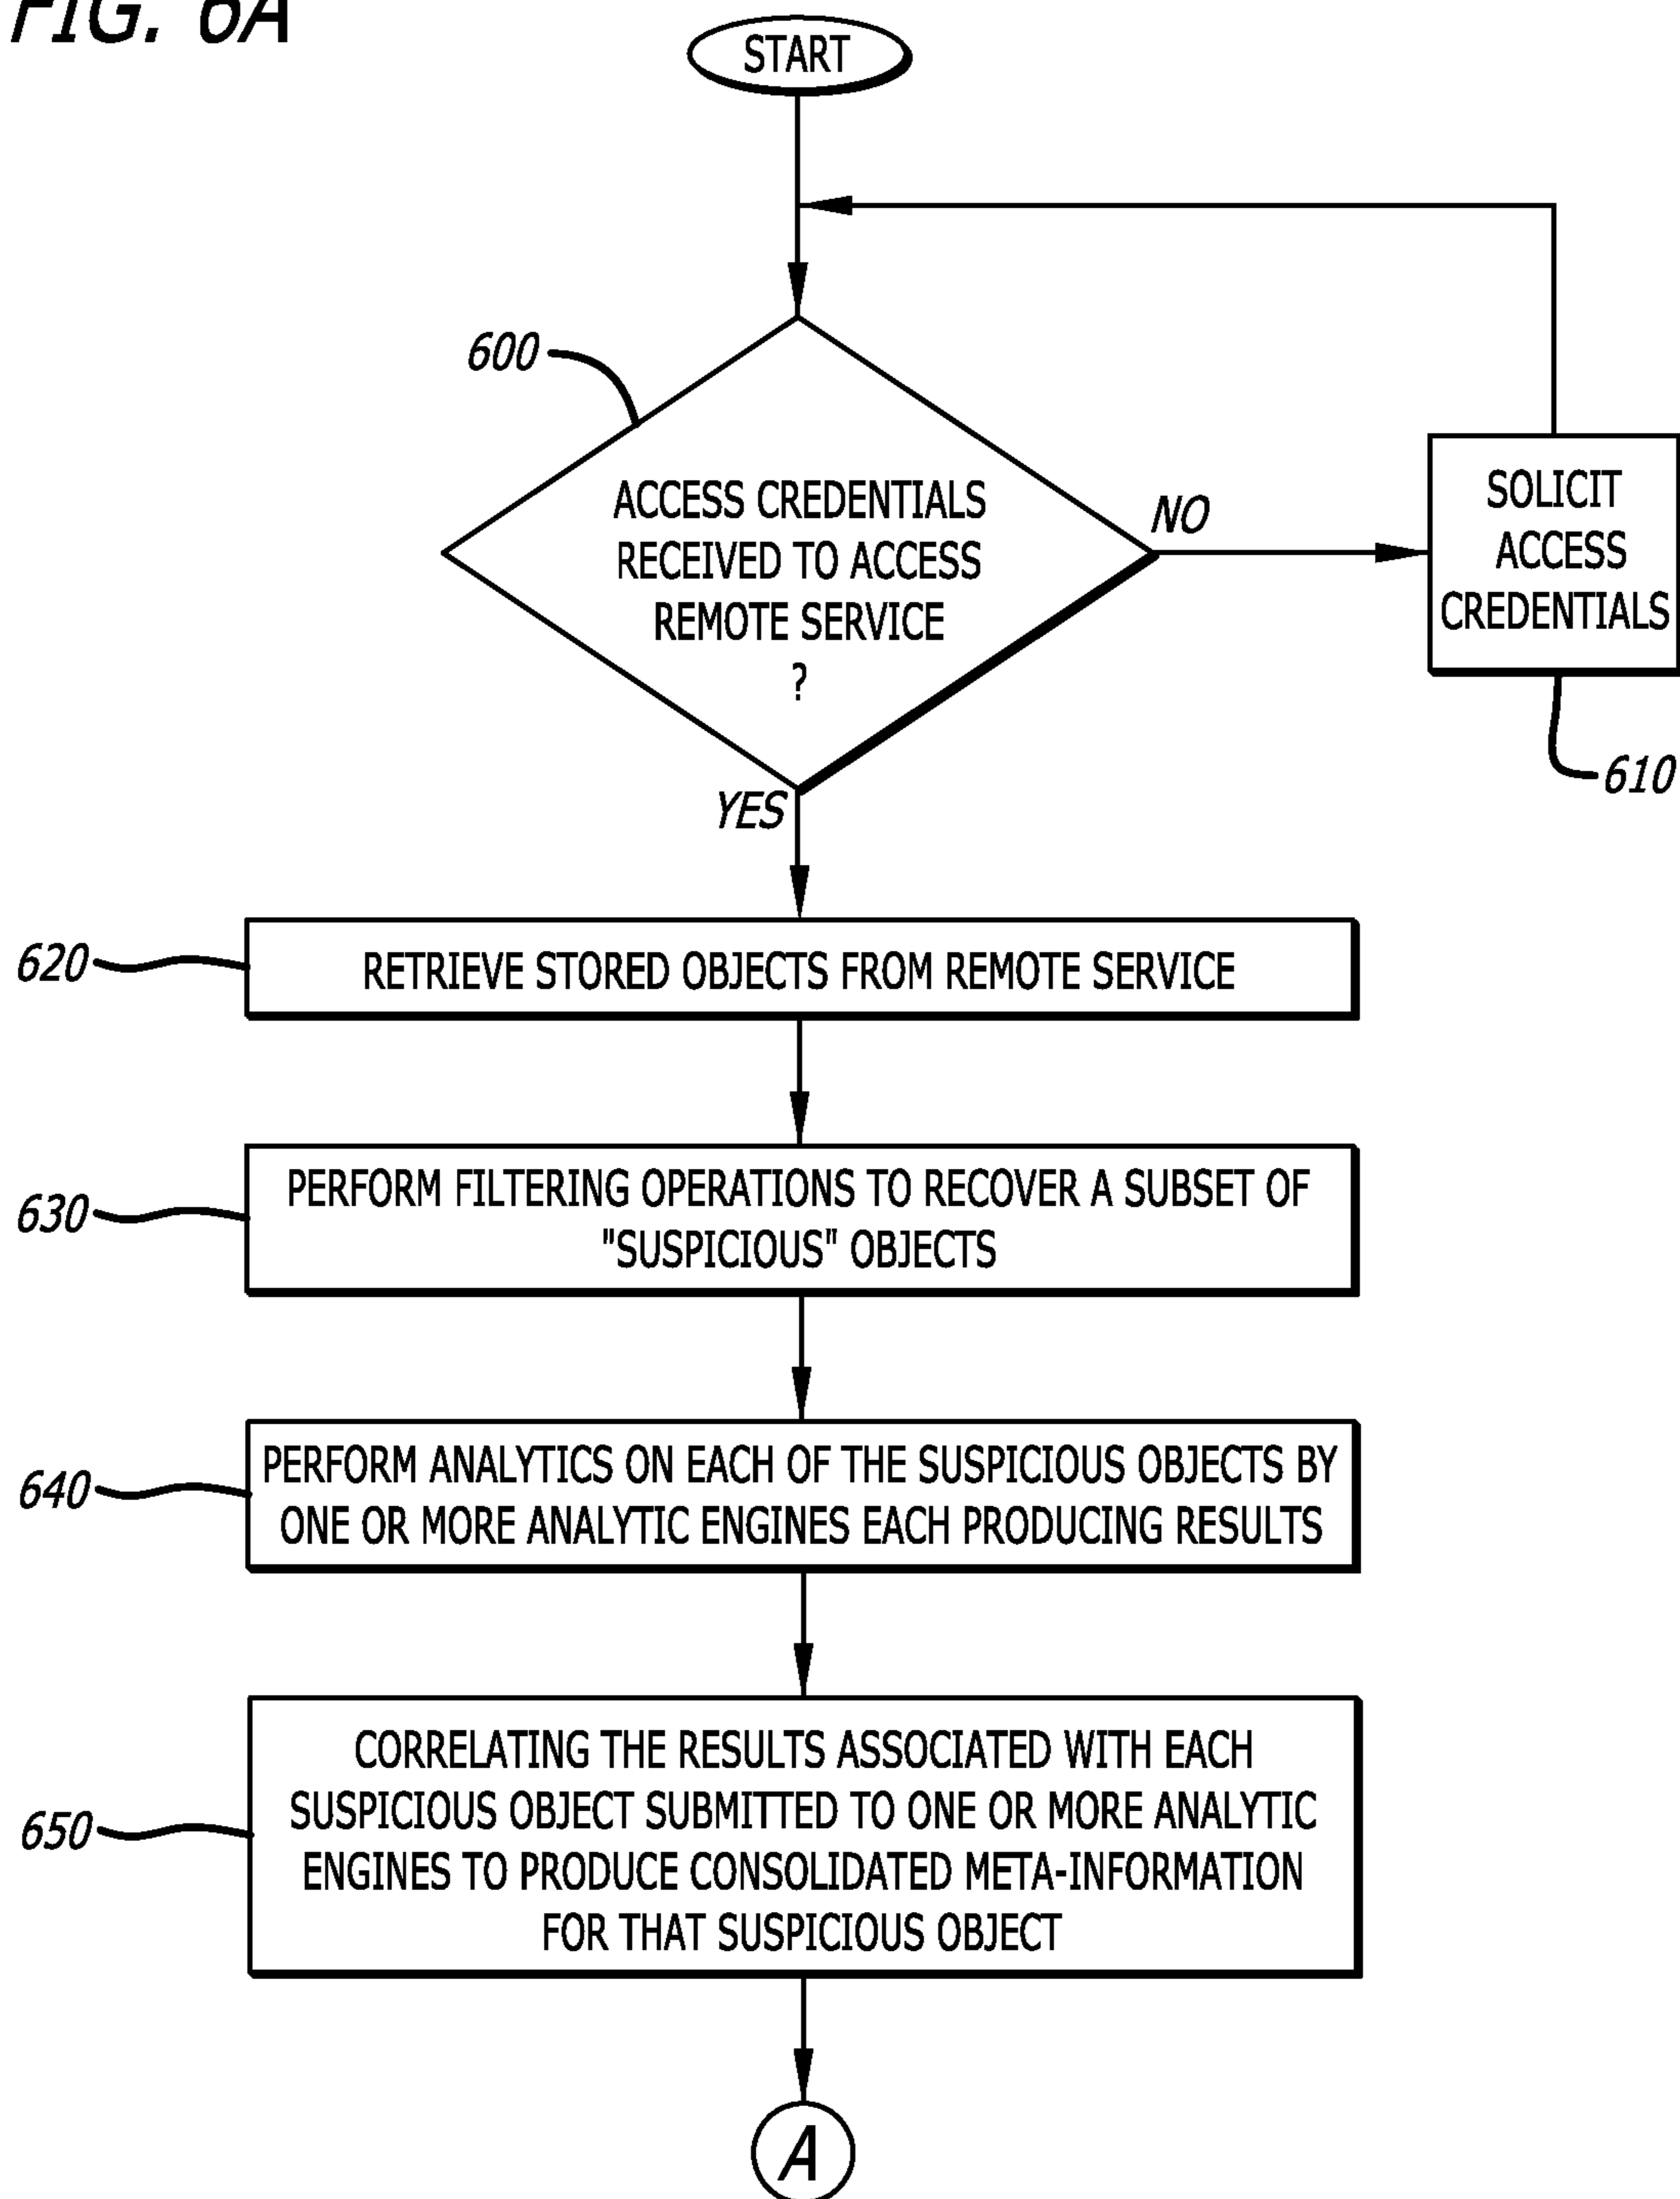 FIG. 6A
START
600
ACCESS CREDENTIALS
RECEIVED TO ACCESS
REMOTE SERVICE
?
NO
SOLICIT
ACCESS
CREDENTIALS
610
YES
620
RETRIEVE STORED OBJECTS FROM REMOTE SERVICE
630
PERFORM FILTERING OPERATIONS TO RECOVER A SUBSET OF
"SUSPICIOUS" OBJECTS
640
PERFORM ANALYTICS ON EACH OF THE SUSPICIOUS OBJECTS BY
ONE OR MORE ANALYTIC ENGINES EACH PRODUCING RESULTS
650
CORRELATING THE RESULTS ASSOCIATED WITH EACH
SUSPICIOUS OBJECT SUBMITTED TO ONE OR MORE ANALYTIC
ENGINES TO PRODUCE CONSOLIDATED META-INFORMATION
FOR THAT SUSPICIOUS OBJECT
A